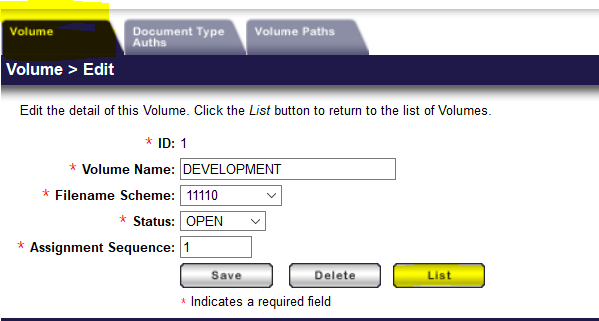 Volume
Document Type
Auths
Volume Paths
Volume > Edit
Edit the detail of this Volume. Click the List button to return to the list of Volumes.
* ID: 1
* Volume Name: DEVELOPMENT
* Filename Scheme: 11110
* Status: OPEN
* Assignment Sequence: 1
Save Delete List
* Indicates a required field